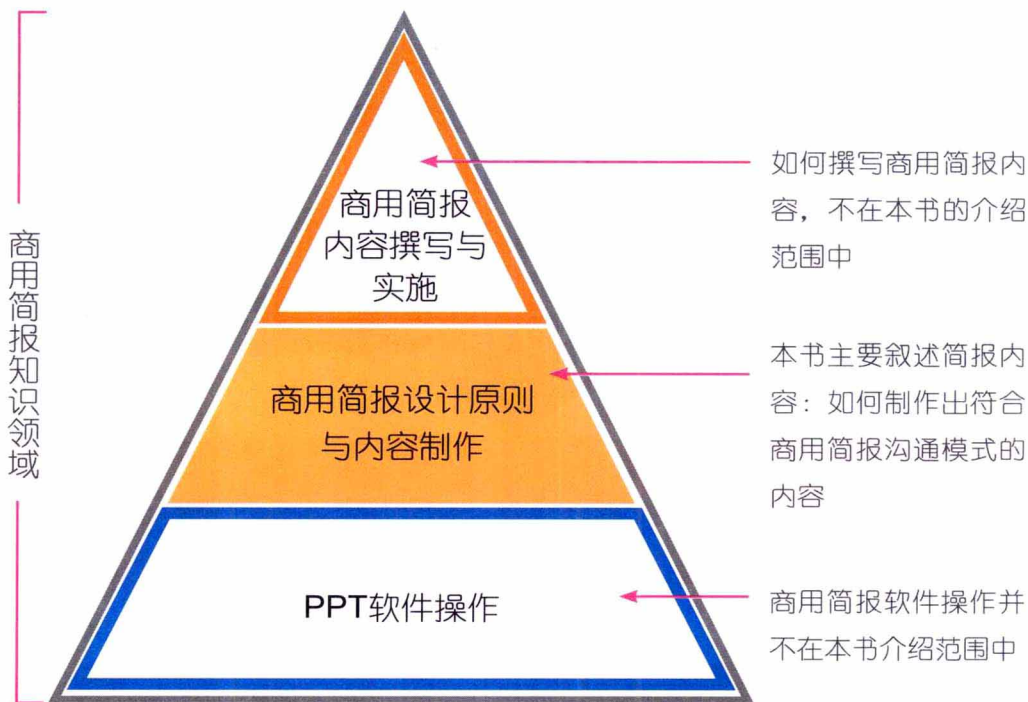 商用简报知识领域
商用简报
内容撰写与
实施
如何撰写商用简报内
容，不在本书的介绍
范围中
商用简报设计原则
与内容制作
本书主要叙述简报内
容：如何制作出符合
商用简报沟通模式的
内容
PPT软件操作
商用简报软件操作并
不在本书介绍范围中